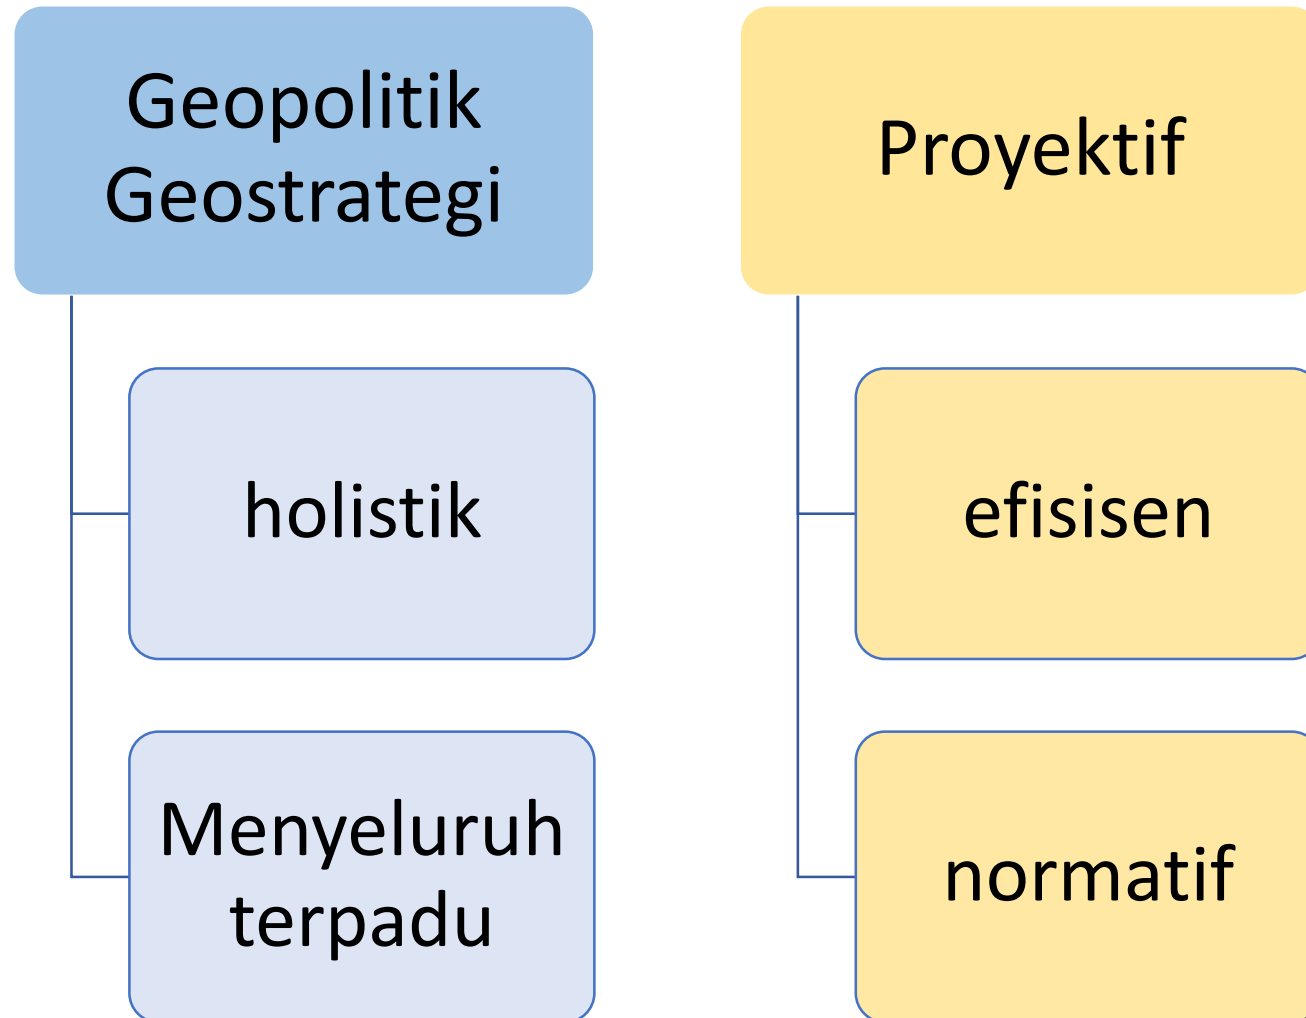 Geopolitik
Geostrategi
holistik
Menyeluruh
terpadu
Proyektif
efisisen
normatif